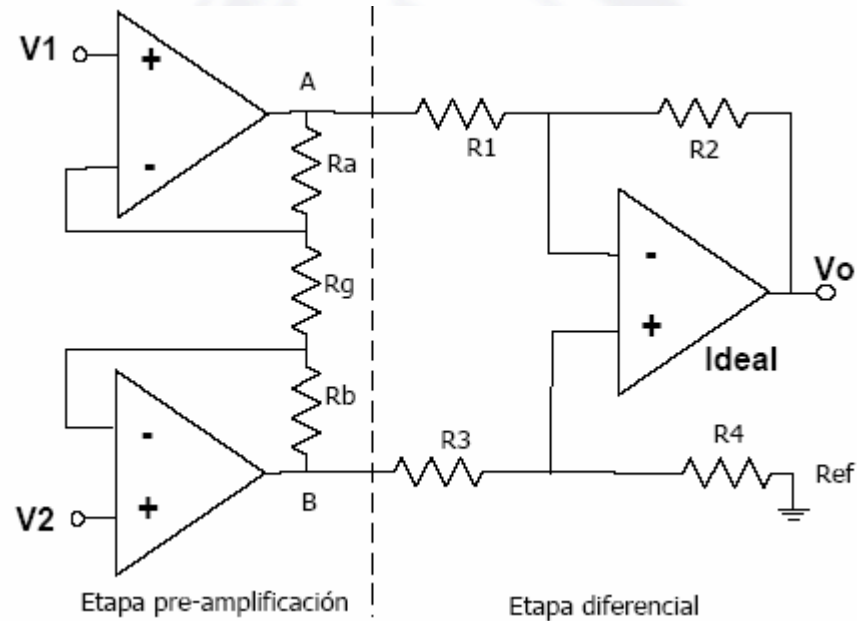 V1
+
-
A
Ra
R1
R2
Rg
-
+
Vo
Ideal
Rb
-
+
V2
B
R3
R4
Ref
Etapa pre-amplificación
Etapa diferencial